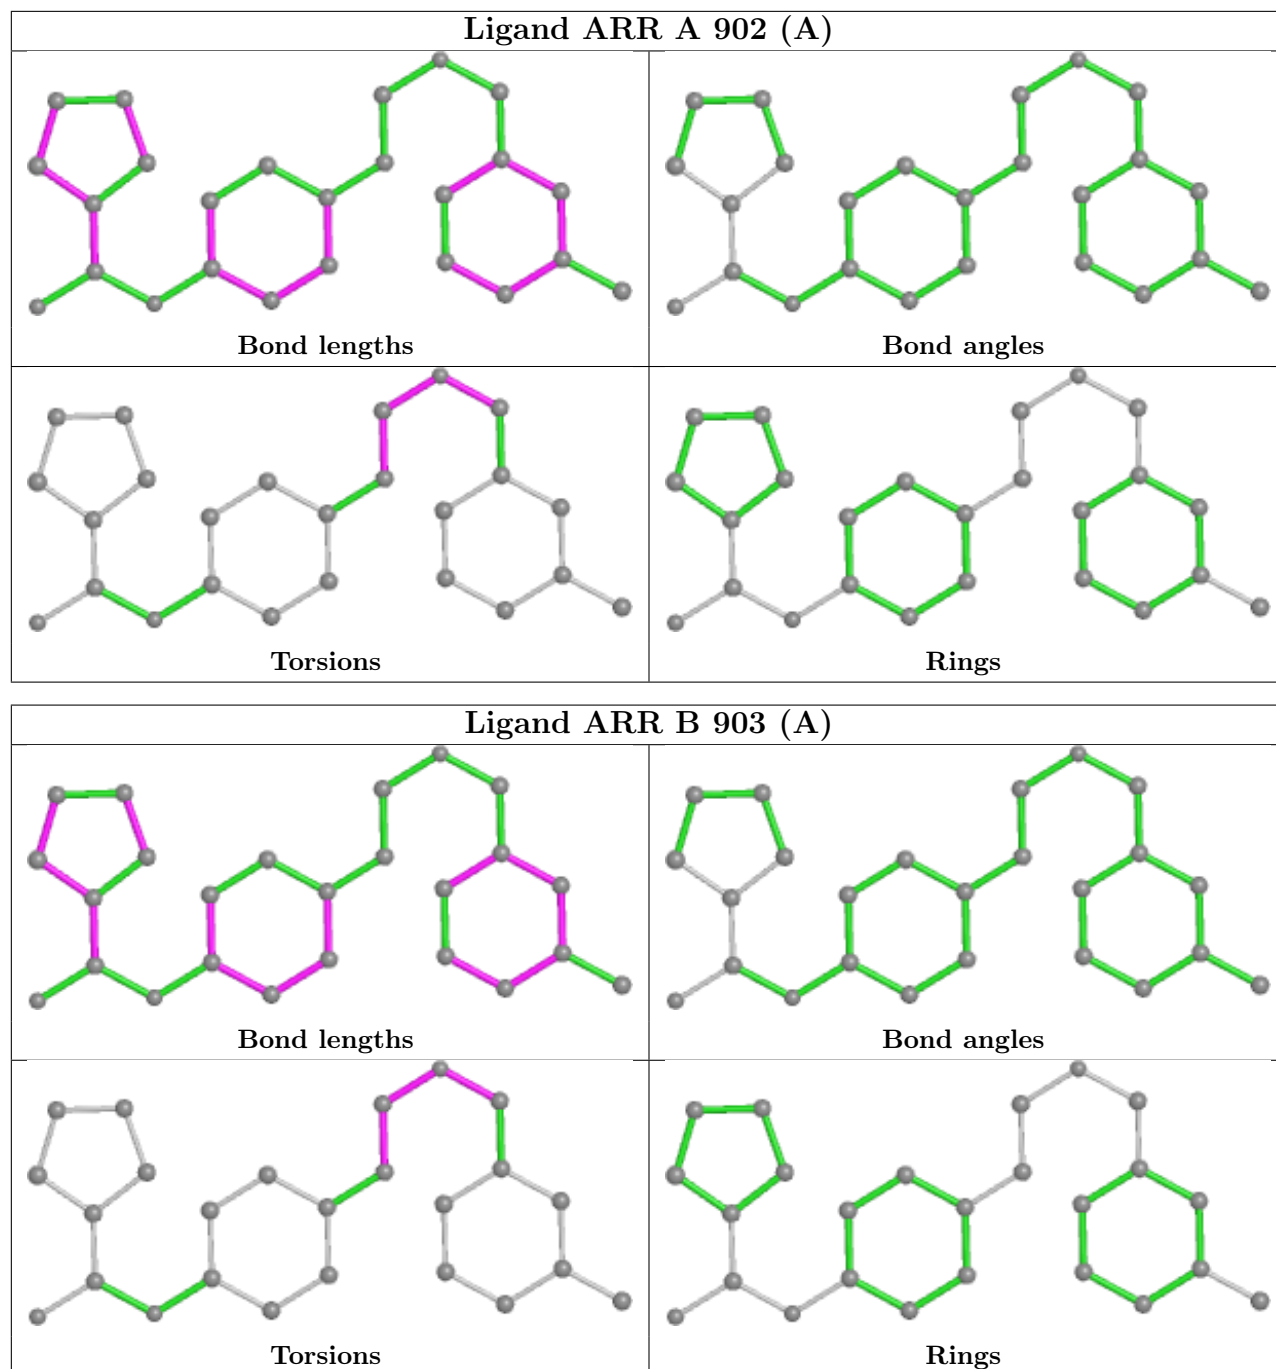 Ligand ARR A 902 (A)
Bond lengths
Bond angles
Torsions
Rings
Ligand ARR B 903 (A)
Bond lengths
Bond angles
Torsions
Rings